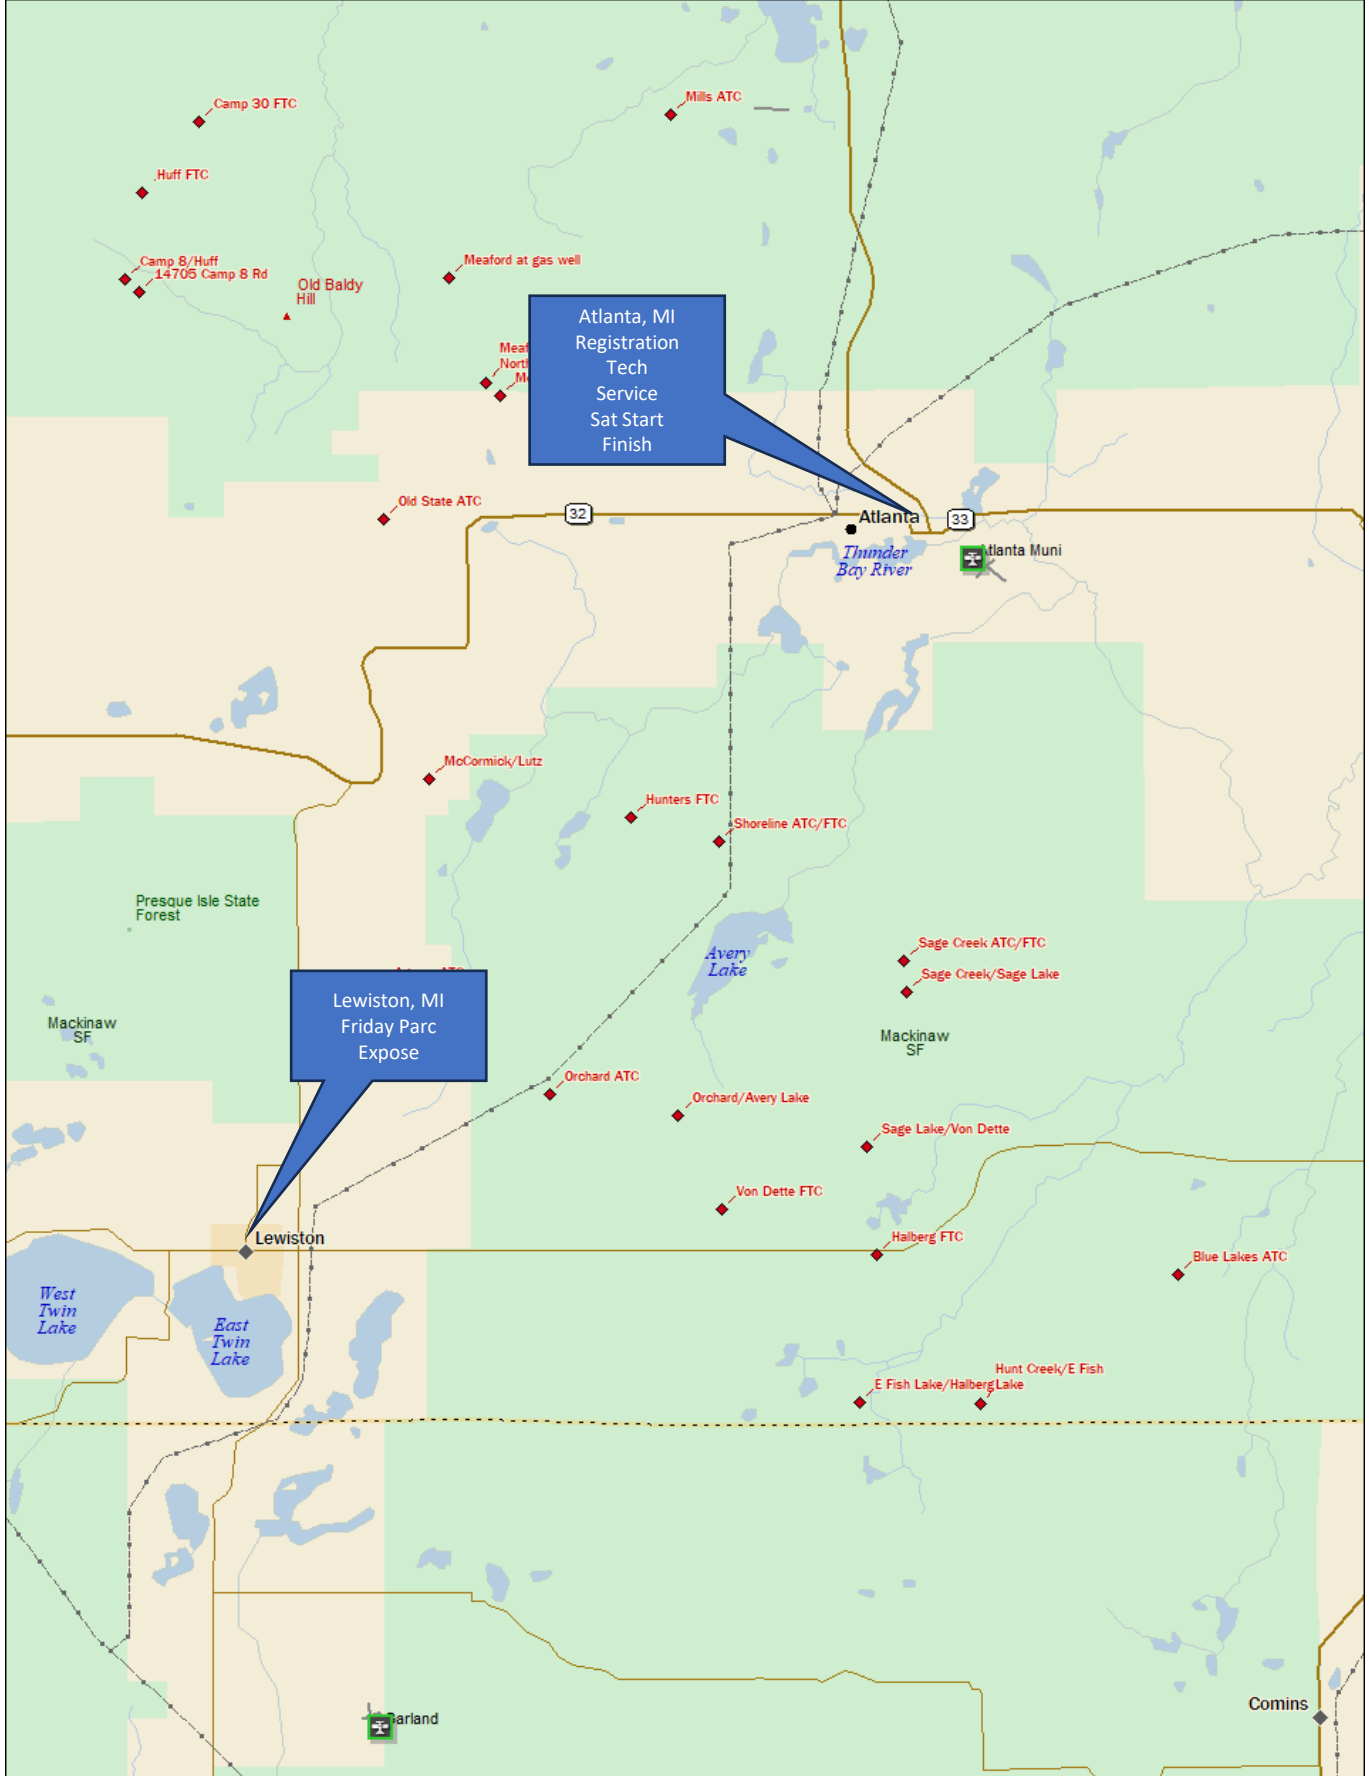 Camp 30 FTC
Mills ATC
Huff FTC
Camp 8/Huff
14705 Camp 8 Rd
Old Baldy
Hill
Meaford at gas well
Atlanta, MI
Registration
Tech
Service
Sat Start
Finish
Old State ATC
32
Atlanta
33
Thunder
Bay River
Atlanta Muni
McCormick/Lutz
Hunters FTC
Shoreline ATC/FTC
Presque Isle State
Forest
Avery
Lake
Sage Creek ATC/FTC
Sage Creek/Sage Lake
Lewiston, MI
Friday Parc
Expose
Mackinaw
SF
Mackinaw
SF
Orchard ATC
Orchard/Avery Lake
Sage Lake/Von Dette
Von Dette FTC
Lewiston
Halberg FTC
Blue Lakes ATC
West
Twin
Lake
East
Twin
Lake
Hunt Creek/E Fish
E Fish Lake/Halberg Lake
Comins
Garland